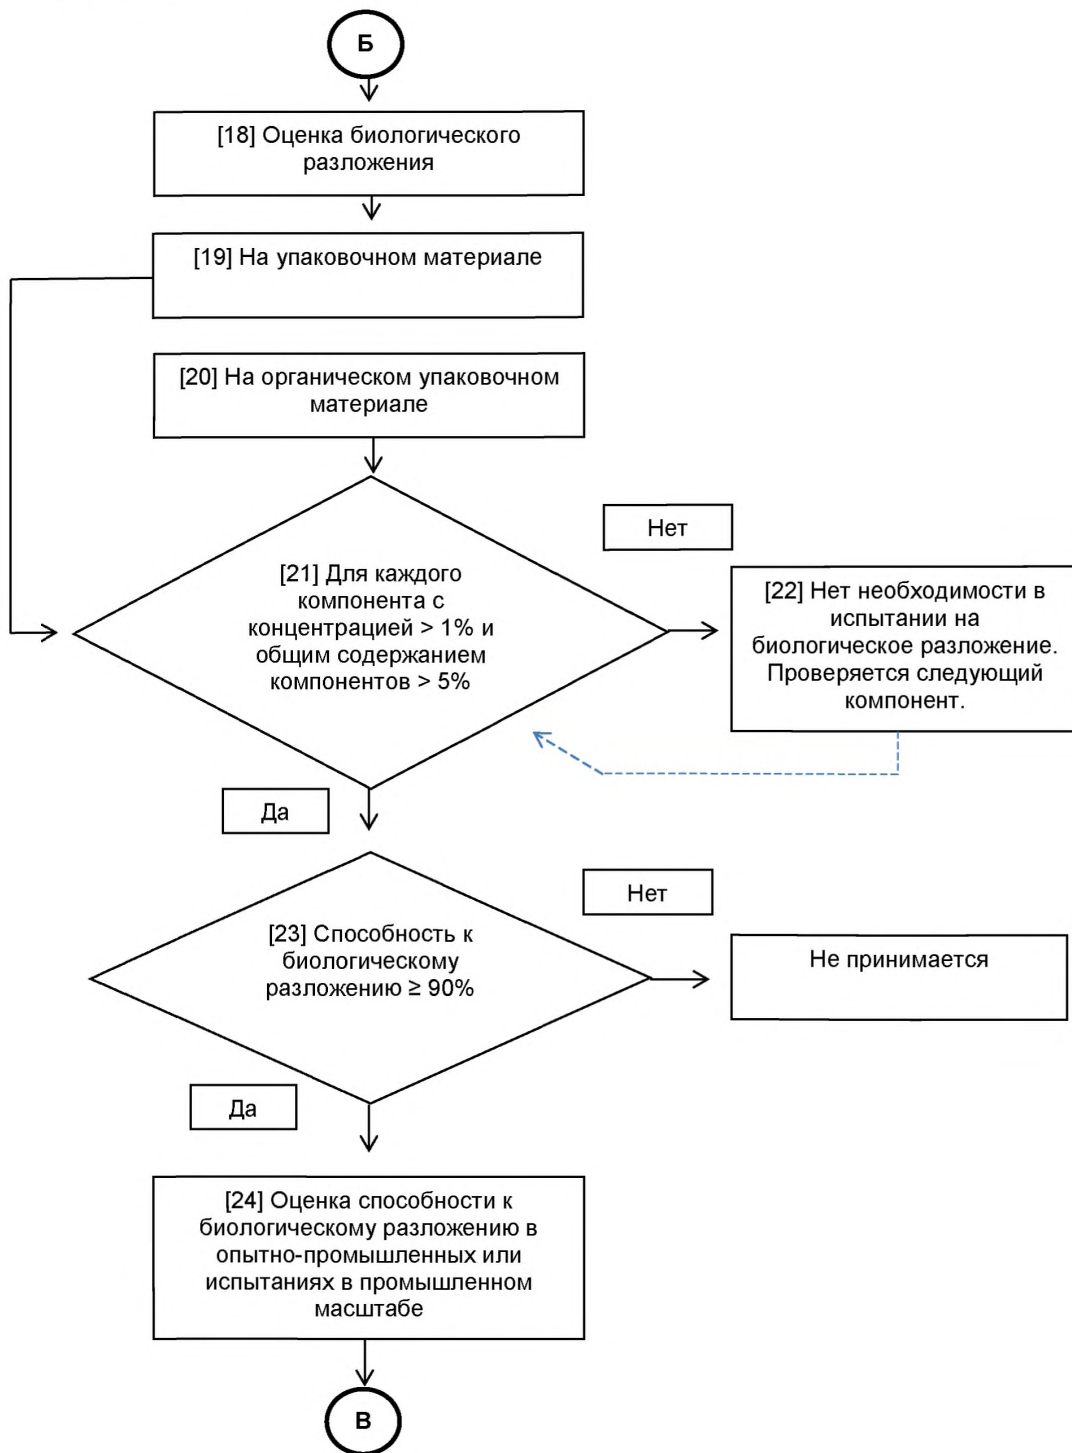 Б
[18] Оценка биологического
разложения
[19] На упаковочном материале
[20] На органическом упаковочном
материале
Нет
[21] Для каждого
компонента с
концентрацией > 1% и
общим содержанием
компонентов > 5%
[22] Нет необходимости в
испытании на
биологическое разложение.
Проверяется следующий
компонент.
Да
Нет
[23] Способность к
биологическому
разложению ≥ 90%
Не принимается
Да
[24] Оценка способности к
биологическому разложению в
опытно-промышленных или
испытаниях в промышленном
масштабе
В